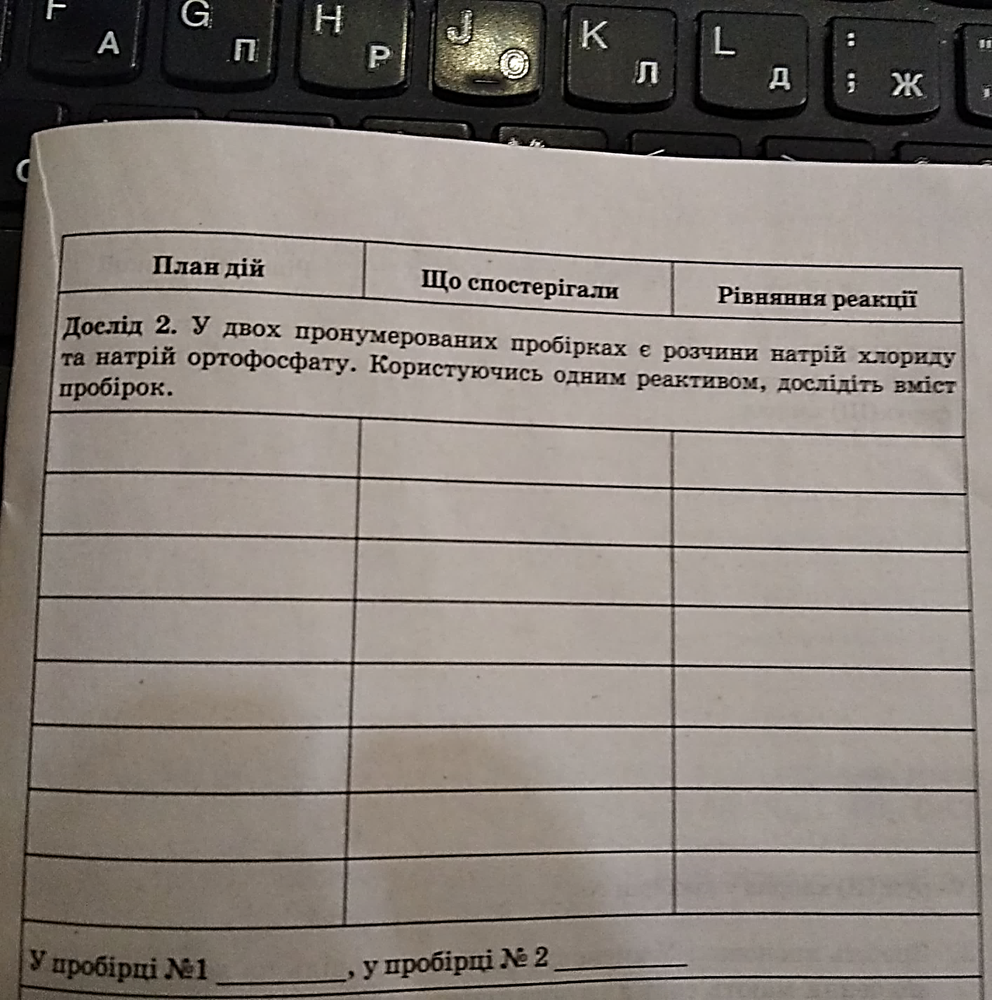 F А G П H Р J © K Л L Д : ; Ж "
План дій Що спостерігали Рівняння реакції
Дослід 2. У двох пронумерованих пробірках є розчини натрій хлориду
та натрій ортофосфату. Користуючись одним реактивом, дослідіть вміст
пробірок.
У пробірці №1 __________, у пробірці № 2 __________